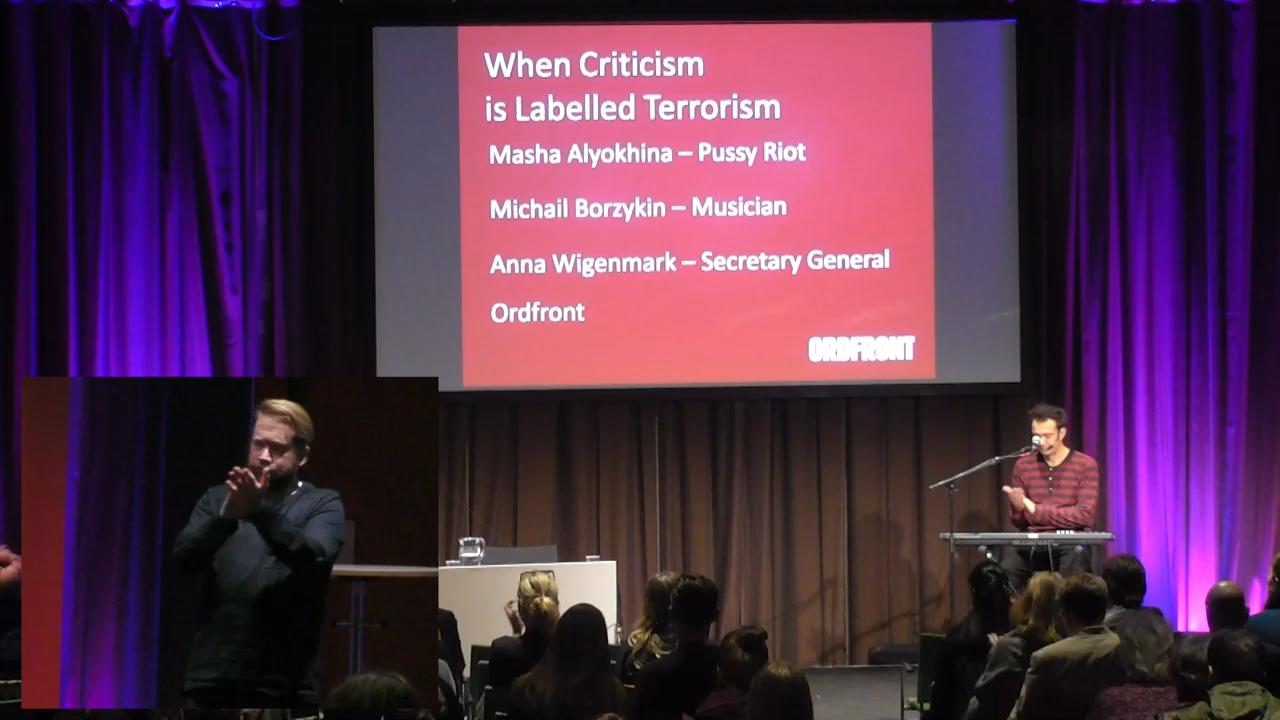 When Criticism
is Labelled Terrorism
Masha Alyokhina – Pussy Riot
Michail Borzykin – Musician
Anna Wigenmark – Secretary General
Ordfront
ORDFRONT